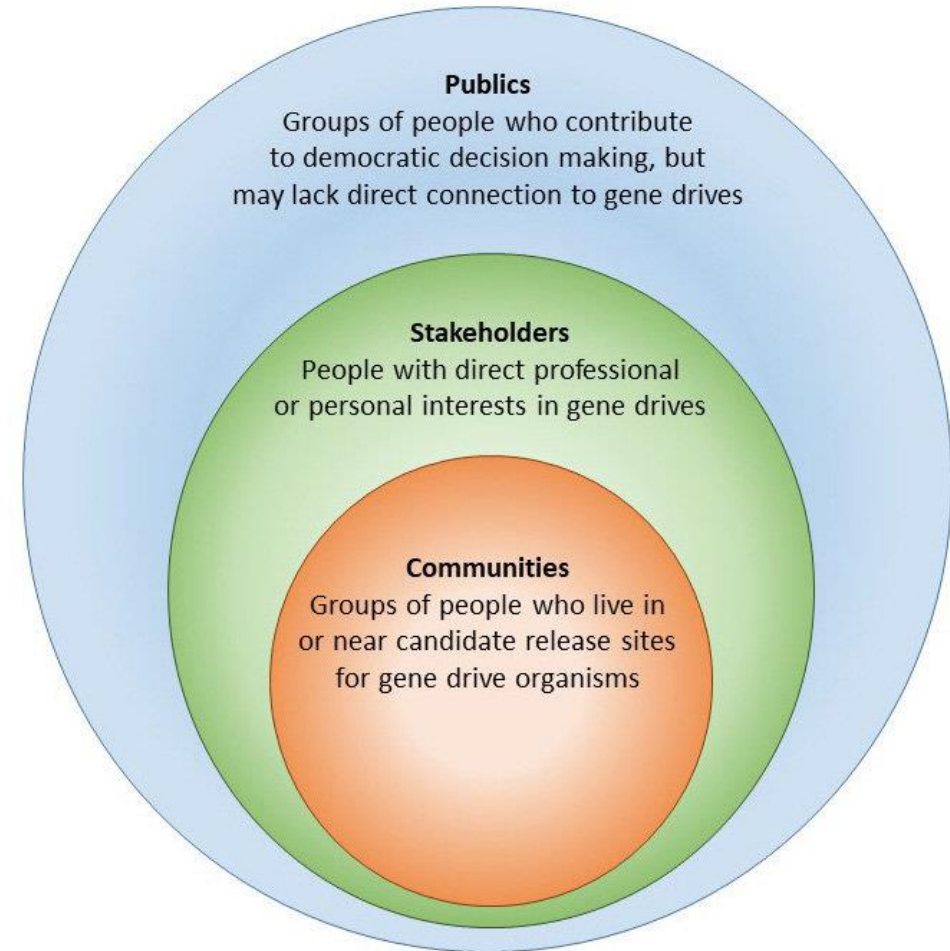 Publics
Groups of people who contribute
to democratic decision making, but
may lack direct connection to gene drives
Stakeholders
People with direct professional
or personal interests in gene drives
Communities
Groups of people who live in
or near candidate release sites
for gene drive organisms